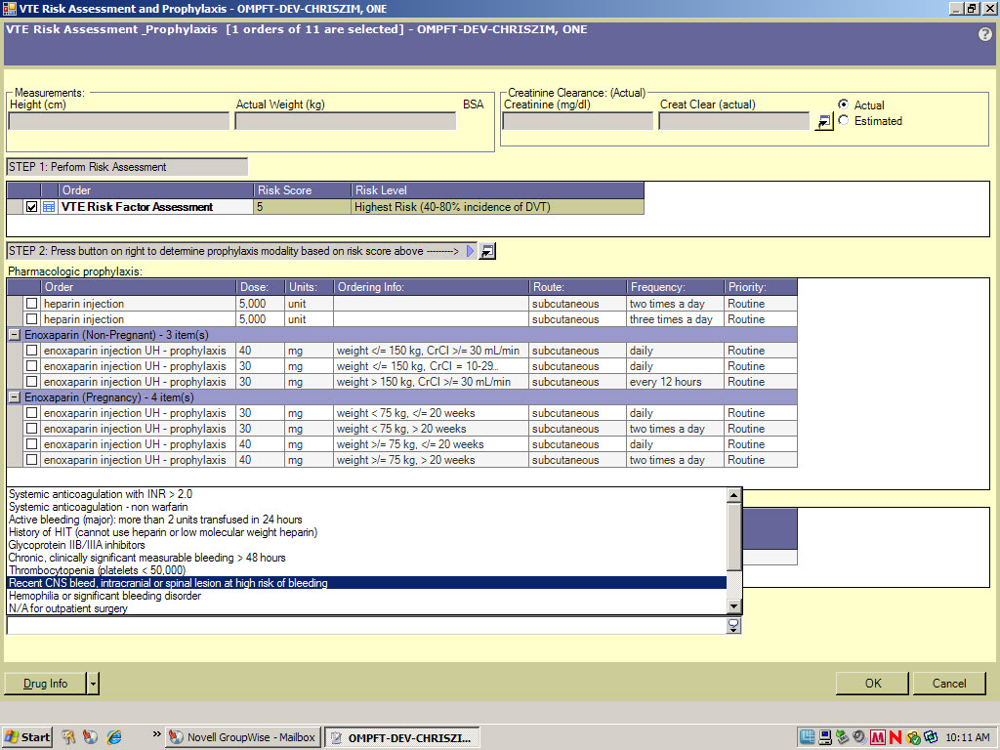 VTE Risk Assessment and Prophylaxis - OMPFT-DEV-CHRISZIM, ONE
VTE Risk Assessment _Prophylaxis [1 orders of 11 are selected] - OMPFT-DEV-CHRISZIM, ONE
Measurements:
Height (cm) Actual Weight (kg) BSA
Creatinine Clearance: (Actual)
Creatinine (mg/dl) Creat Clear (actual)
Actual
Estimated
STEP 1: Perform Risk Assessment
Order Risk Score Risk Level
VTE Risk Factor Assessment 5 Highest Risk (40-80% incidence of DVT)
STEP 2: Press button on right to detemine prophylaxis modality based on risk score above --------->
Pharmacologic prophylaxis:
Order Dose: Units: Ordering Info: Route: Frequency: Priority:
heparin injection 5,000 unit subcutaneous two times a day Routine
heparin injection 5,000 unit subcutaneous three times a day Routine
Enoxaparin (Non-Pregnant) - 3 item(s)
enoxaparin injection UH - prophylaxis 40 mg weight </= 150 kg, CrCl >/= 30 mL/min subcutaneous daily Routine
enoxaparin injection UH - prophylaxis 30 mg weight </= 150 kg, CrCl = 10-29... subcutaneous daily Routine
enoxaparin injection UH - prophylaxis 30 mg weight > 150 kg, CrCl >/= 30 mL/min subcutaneous every 12 hours Routine
Enoxaparin (Pregnancy) - 4 item(s)
enoxaparin injection UH - prophylaxis 30 mg weight < 75 kg, </= 20 weeks subcutaneous daily Routine
enoxaparin injection UH - prophylaxis 30 mg weight < 75 kg, > 20 weeks subcutaneous two times a day Routine
enoxaparin injection UH - prophylaxis 40 mg weight >/= 75 kg, </= 20 weeks subcutaneous daily Routine
enoxaparin injection UH - prophylaxis 40 mg weight >/= 75 kg, > 20 weeks subcutaneous two times a day Routine
Systemic anticoagulation with INR > 2.0
Systemic anticoagulation - non warfarin
Active bleeding (major): more than 2 units transfused in 24 hours
History of HIT (cannot use heparin or low molecular weight heparin)
Glycoprotein IIB/IIIA inhibitors
Chronic, clinically significant measurable bleeding > 48 hours
Thrombocytopenia (platelets < 50,000)
Recent CNS bleed, intracranial or spinal lesion at high risk of bleeding
Hemophilia or significant bleeding disorder
N/A for outpatient surgery
Drug Info OK Cancel
Start » Novell GroupWise - Mailbox OMPFT-DEV-CHRISZI... 10:11 AM